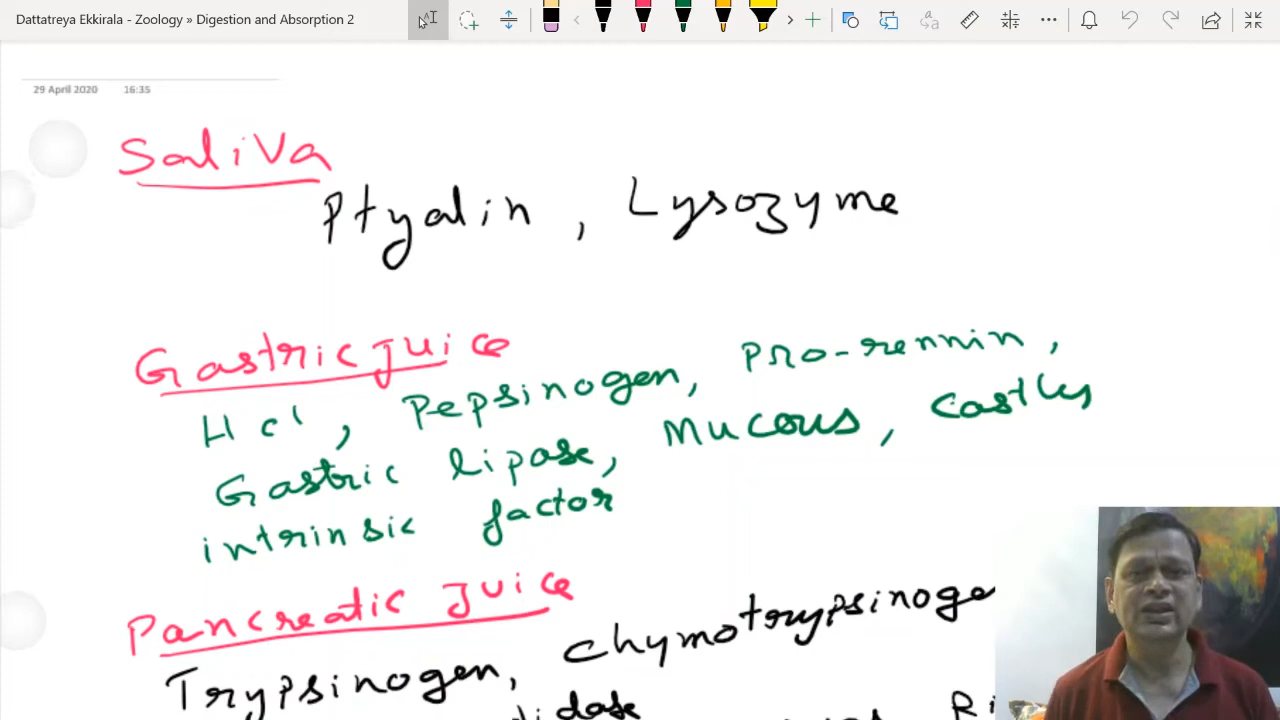 Dattatreya Ekkirala - Zoology » Digestion and Absorption 2
29 April 2020 16:35
Saliva
Ptyalin, Lysozyme
Gastric juice
Hcl, Pepsinogen, Pro-rennin,
Gastric lipase, Mucous, Castles
intrinsic factor
Pancreatic Juice
Trypsinogen, chymotrypsinoge